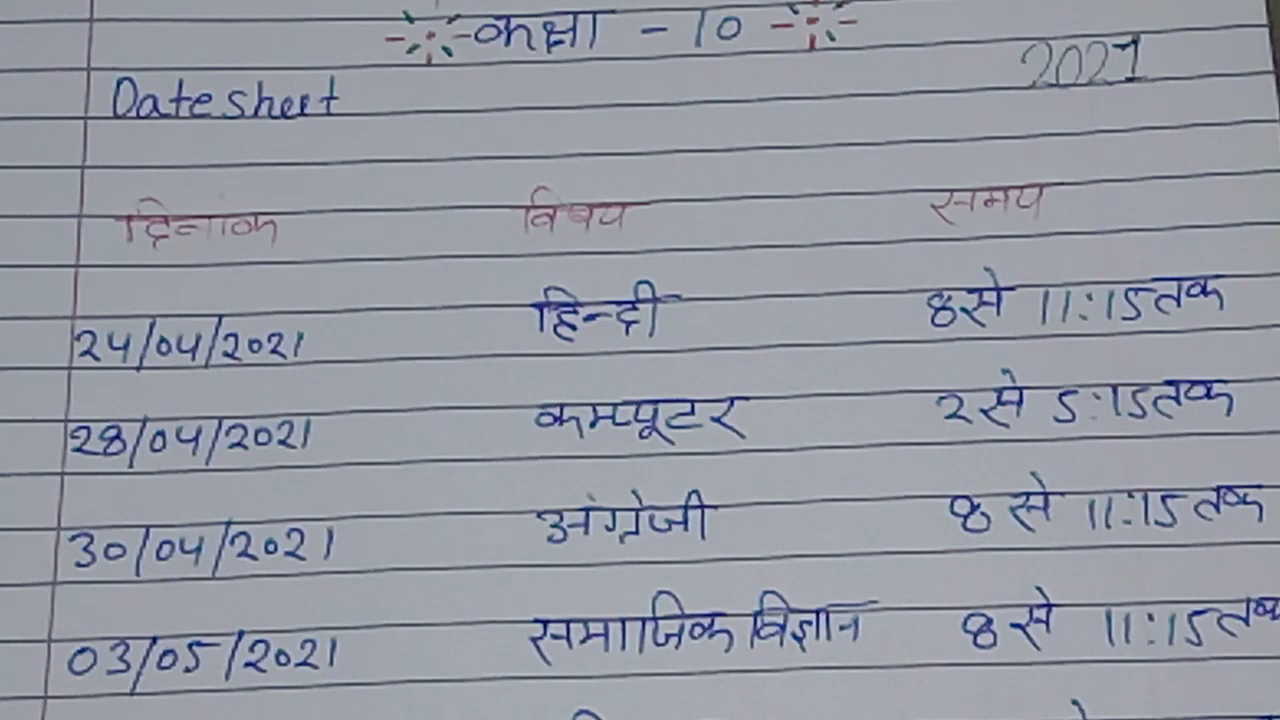 कक्षा - 10
2021
Datesheet
दिनांक विषय समय
24/04/2021 हिन्दी 8 से 11:15 तक
28/04/2021 कम्प्यूटर 2 से 5:15 तक
30/04/2021 अंग्रेजी 8 से 11:15 तक
03/05/2021 समाजिक विज्ञान 8 से 11:15 तक